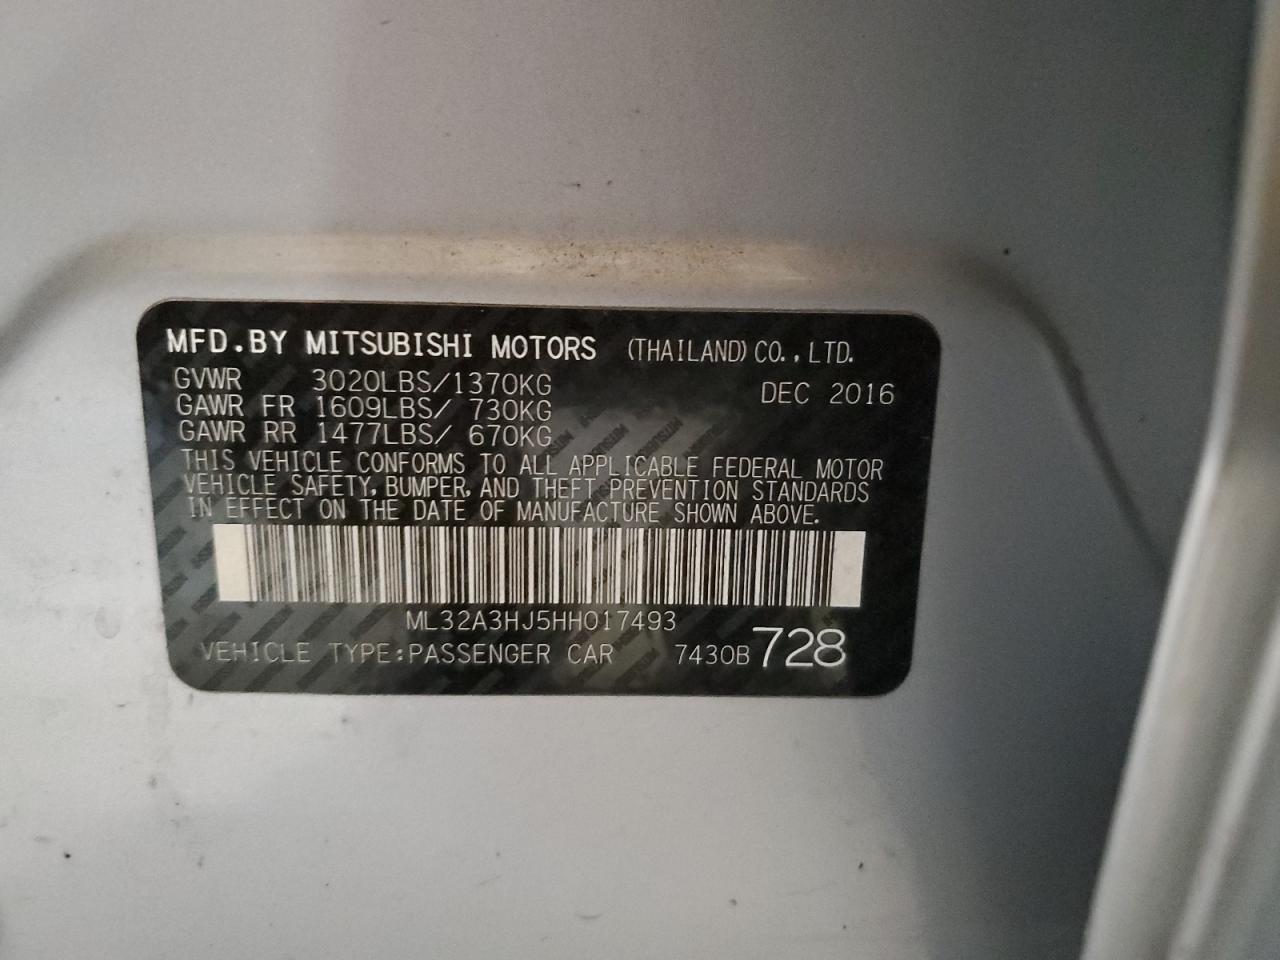 MFD.BY MITSUBISHI MOTORS (THAILAND) CO., LTD.
GVWR 3020LBS/1370KG DEC 2016
GAWR FR 1609LBS/ 730KG
GAWR RR 1477LBS/ 670KG
THIS VEHICLE CONFORMS TO ALL APPLICABLE FEDERAL MOTOR
VEHICLE SAFETY, BUMPER, AND THEFT PREVENTION STANDARDS
IN EFFECT ON THE DATE OF MANUFACTURE SHOWN ABOVE.
ML32A3HJ5HH017493
VEHICLE TYPE:PASSENGER CAR 7430B 728